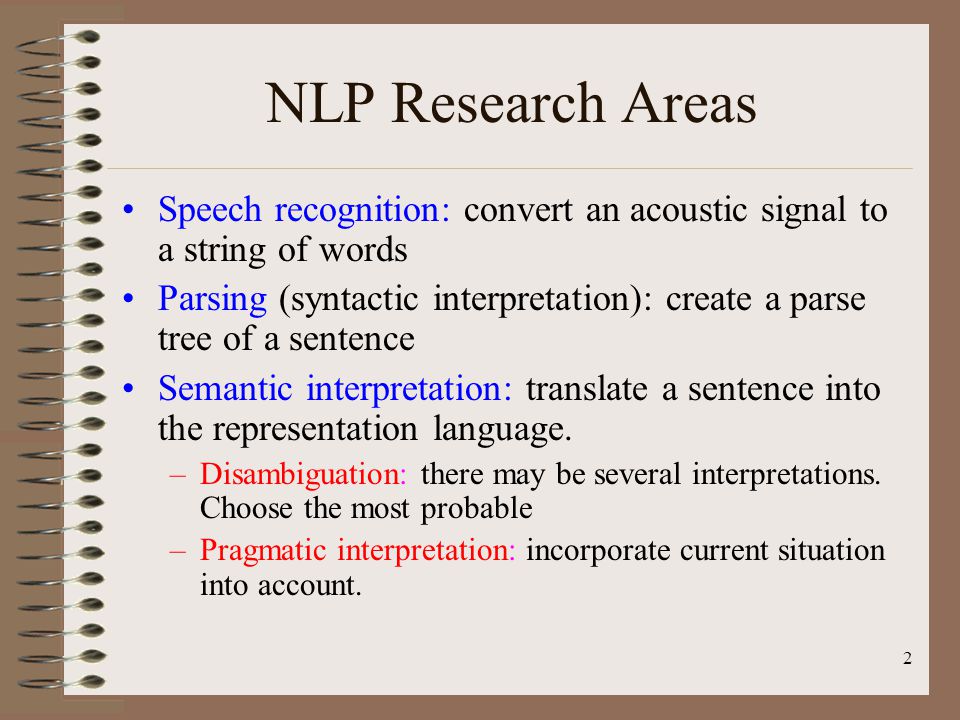 NLP Research Areas
• Speech recognition: convert an acoustic signal to
a string of words
• Parsing (syntactic interpretation): create a parse
tree of a sentence
• Semantic interpretation: translate a sentence into
the representation language.
– Disambiguation: there may be several interpretations.
Choose the most probable
– Pragmatic interpretation: incorporate current situation
into account.
2